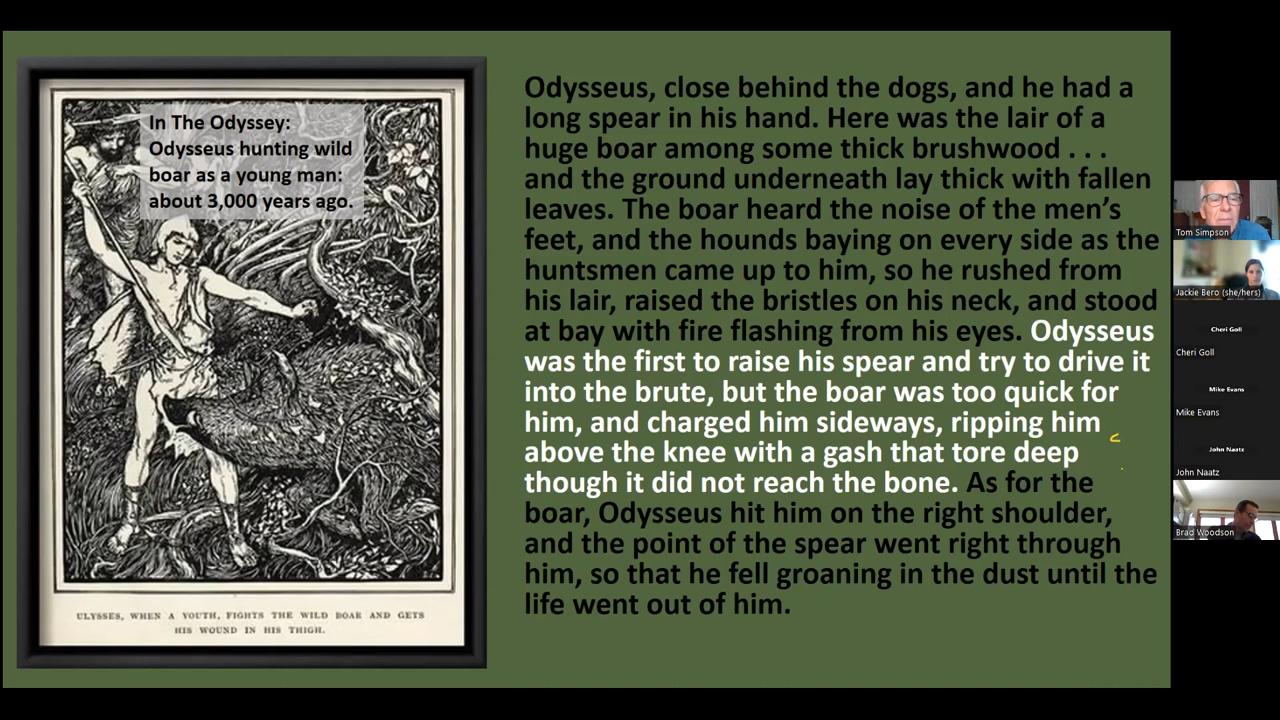 In The Odyssey:
Odysseus hunting wild
boar as a young man:
about 3,000 years ago.
ULYSSES, WHEN A YOUTH, FIGHTS THE WILD BOAR AND GETS
HIS WOUND IN HIS THIGH.
Odysseus, close behind the dogs, and he had a
long spear in his hand. Here was the lair of a
huge boar among some thick brushwood . . .
and the ground underneath lay thick with fallen
leaves. The boar heard the noise of the men’s
feet, and the hounds baying on every side as the
huntsmen came up to him, so he rushed from
his lair, raised the bristles on his neck, and stood
at bay with fire flashing from his eyes. Odysseus
was the first to raise his spear and try to drive it
into the brute, but the boar was too quick for
him, and charged him sideways, ripping him
above the knee with a gash that tore deep
though it did not reach the bone. As for the
boar, Odysseus hit him on the right shoulder,
and the point of the spear went right through
him, so that he fell groaning in the dust until the
life went out of him.
Tom Simpson
Jackie Bero (she/hers)
Cheri Goll
Cheri Goll
Mike Evans
Mike Evans
John Naatz
John Naatz
Brad Woodson